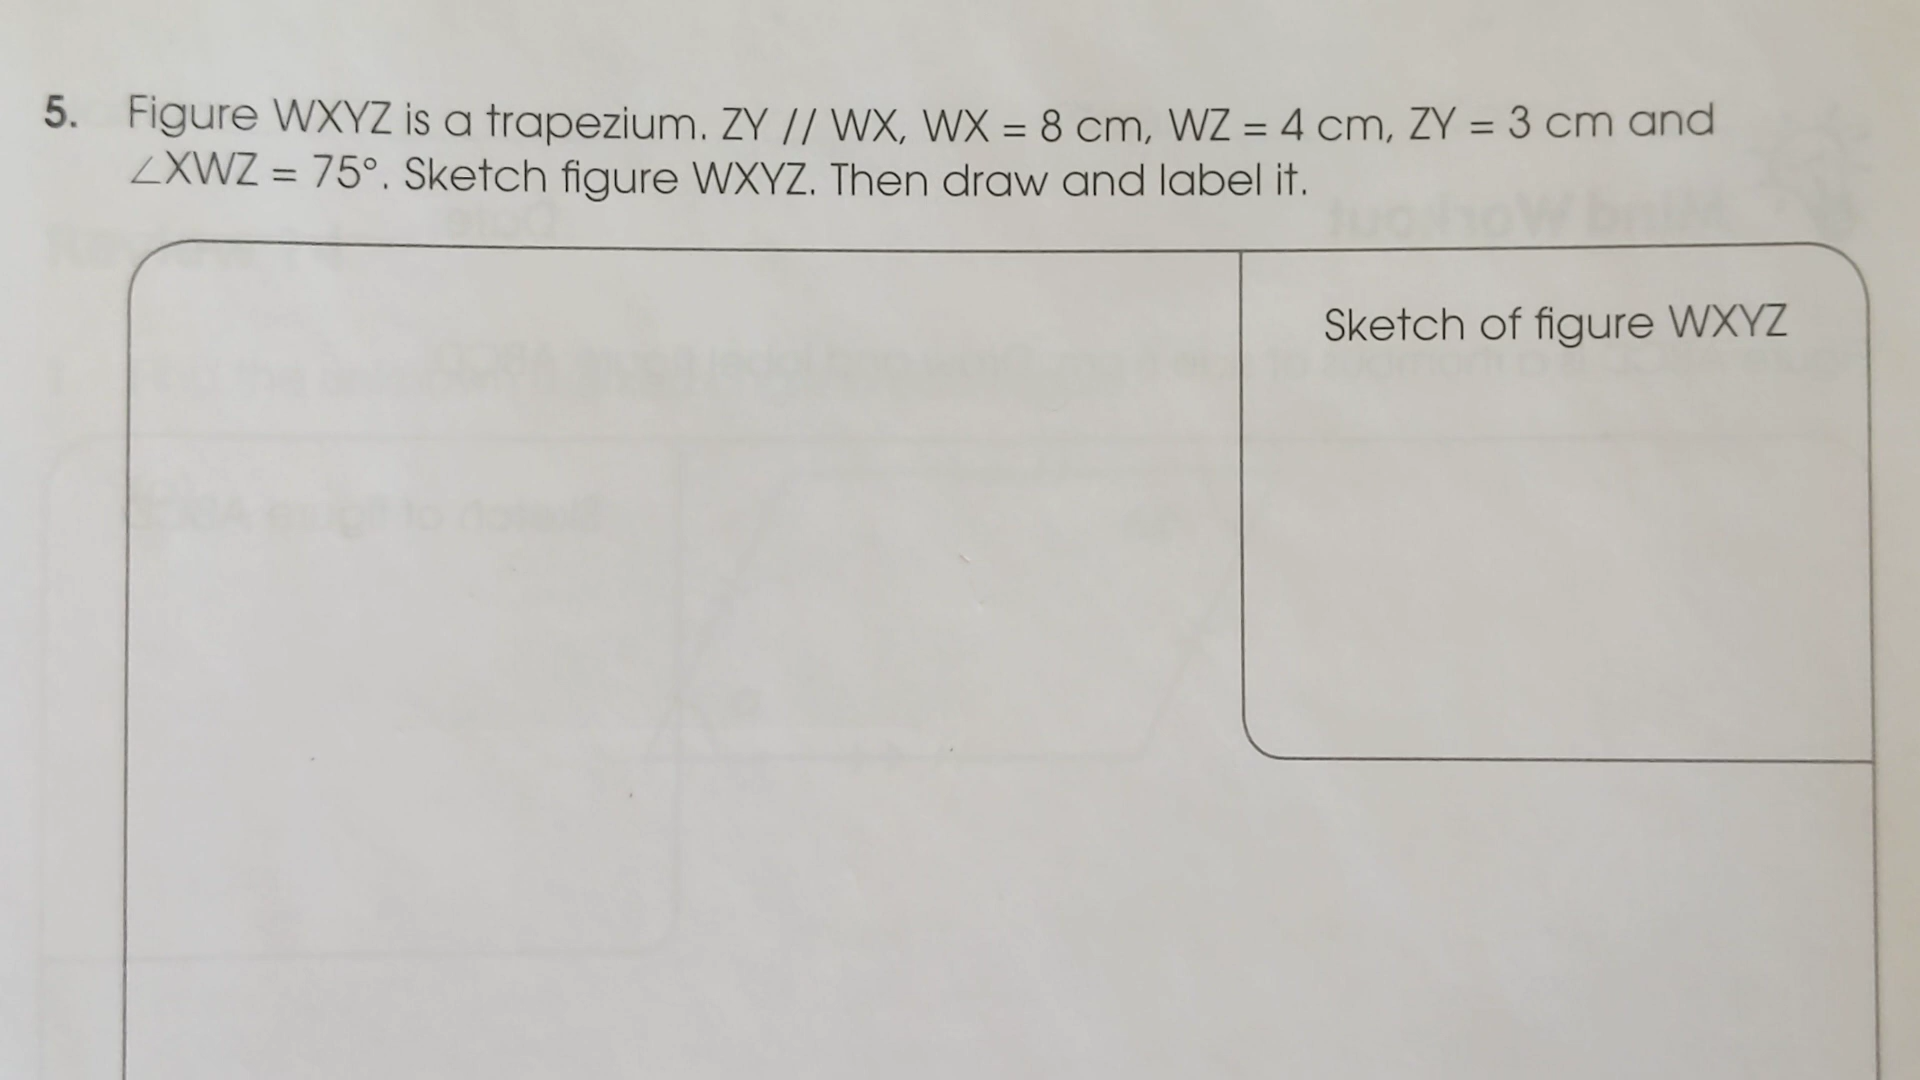 5. Figure WXYZ is a trapezium. ZY // WX, WX = 8 cm, WZ = 4 cm, ZY = 3 cm and
∠XWZ = 75°. Sketch figure WXYZ. Then draw and label it.
Sketch of figure WXYZ